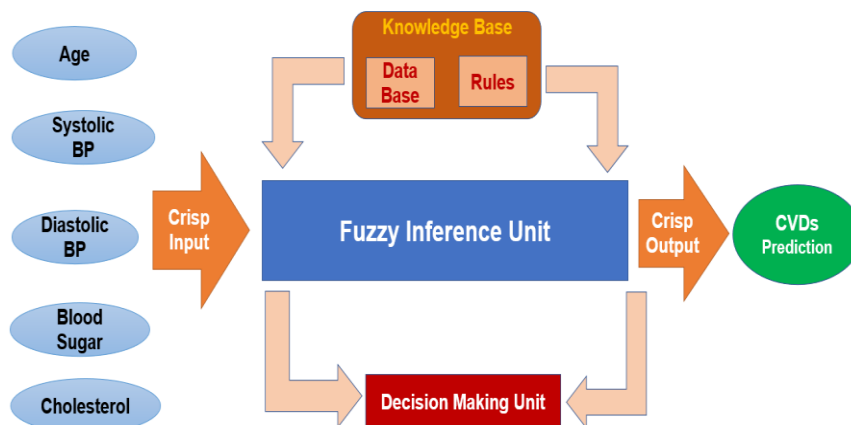 Age
Systolic
BP
Diastolic
BP
Blood
Sugar
Cholesterol
Crisp
Input
Knowledge Base
Data
Base
Rules
Fuzzy Inference Unit
Decision Making Unit
Crisp
Output
CVDs
Prediction